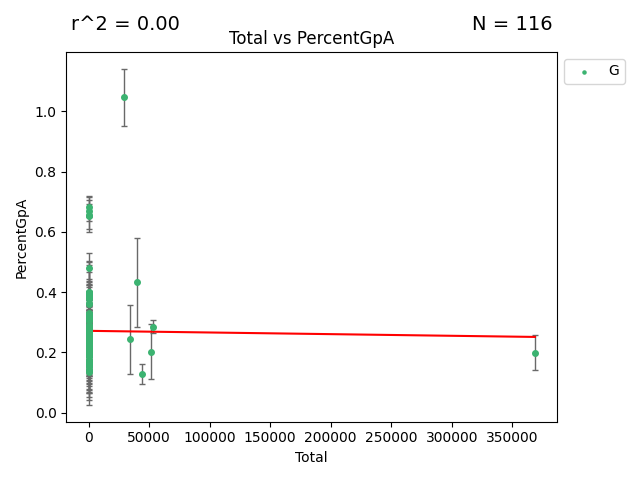 r^2 = 0.00
N = 116
Total vs PercentGpA
G
PercentGpA
1.0
0.8
0.6
0.4
0.2
0.0
0 50000 100000 150000 200000 250000 300000 350000
Total